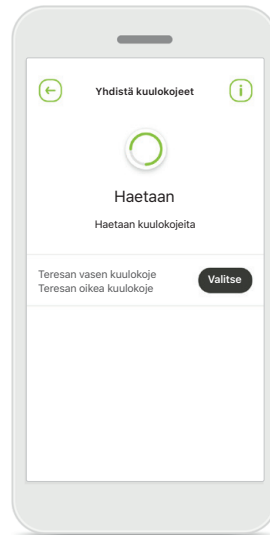 Yhdistä kuulokojeet
i
Haetaan
Haetaan kuulokojeita
Teresan vasen kuulokoje
Teresan oikea kuulokoje
Valitse